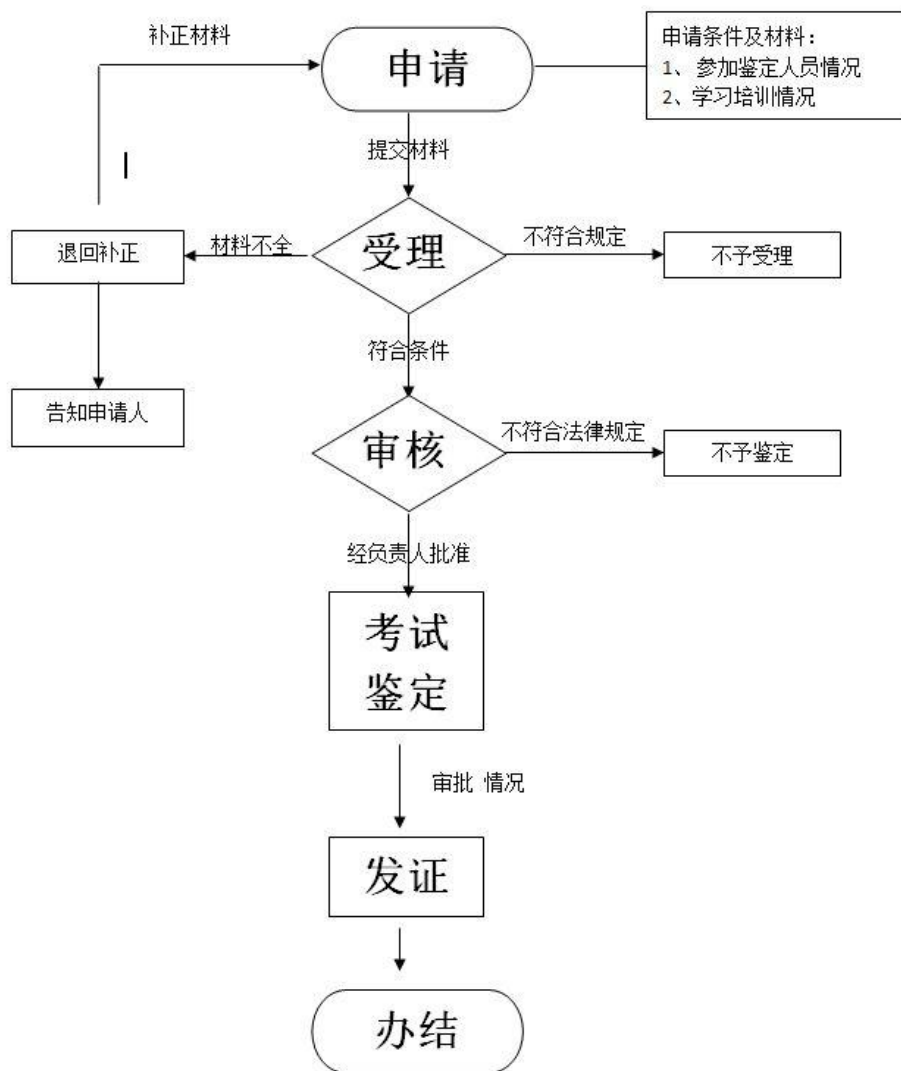 补正材料
申请
申请条件及材料：
1、参加鉴定人员情况
2、学习培训情况
提交材料
退回补正
材料不全
受理
不符合规定
不予受理
符合条件
告知申请人
审核
不符合法律规定
不予鉴定
经负责人批准
考试
鉴定
审批 情况
发证
办结